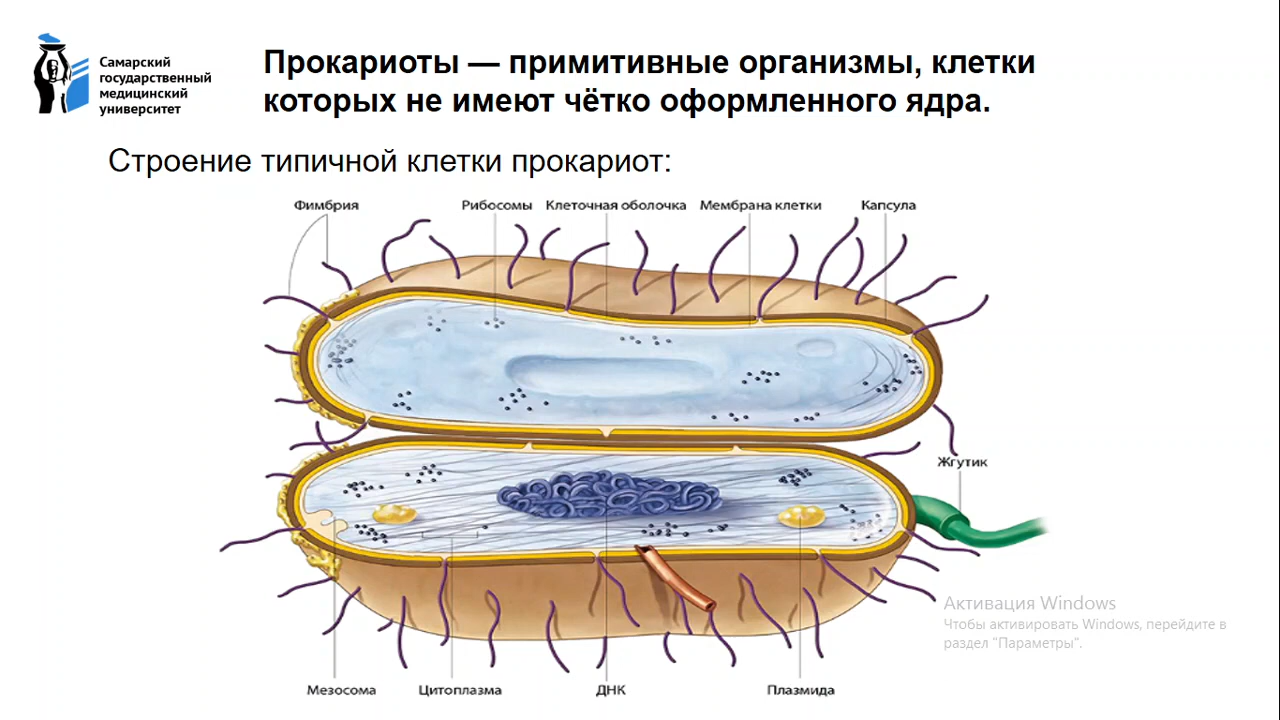 Самарский
государственный
медицинский
университет
Прокариоты — примитивные организмы, клетки
которых не имеют чётко оформленного ядра.
Строение типичной клетки прокариот:
Фимбрия Рибосомы Клеточная оболочка Мембрана клетки Капсула
Жгутик
Активация Windows
Чтобы активировать Windows, перейдите в
раздел "Параметры".
Мезосома Цитоплазма ДНК Плазмида